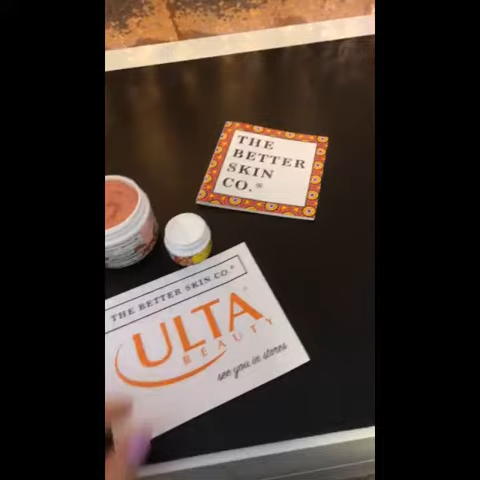 THE
BETTER
SKIN
CO.®
THE BETTER SKIN CO.®
ULTA
BEAUTY
see you in stores